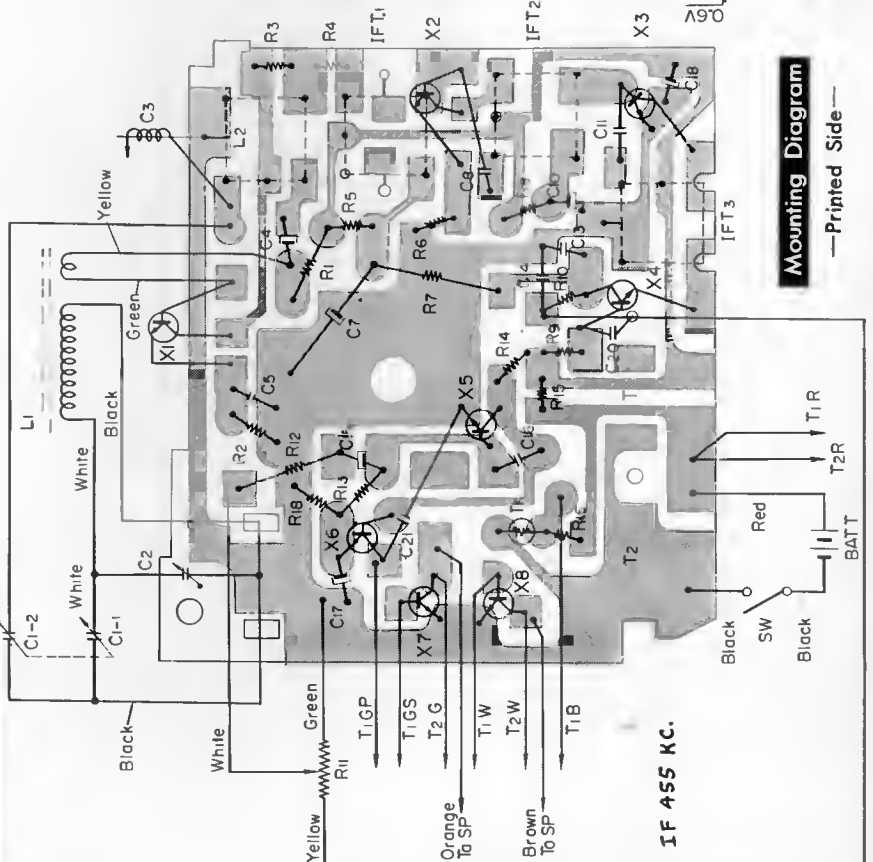 0.6V
C3
L2
R3
R4
IFT1
X2
IFT2
X3
Yellow
Green
L1
X1
Black
White
C4
R1
R5
R6
C8
C11
C18
C7
R7
C13
R10
X4
IFT3
R9
C20
R14
R15
X5
C5
R2
R12
R13
R18
X6
C21
C17
X7
X8
T2
C2
White
White
C1-2
C1-1
Black
Green
R11
Yellow
T1GP
T1GS
T2G
T1W
T2W
T1B
Orange
To SP
Brown
To SP
T1R
T2R
Red
BATT
Black
SW
Black
IF 455 KC.
Mounting Diagram
—Printed Side—